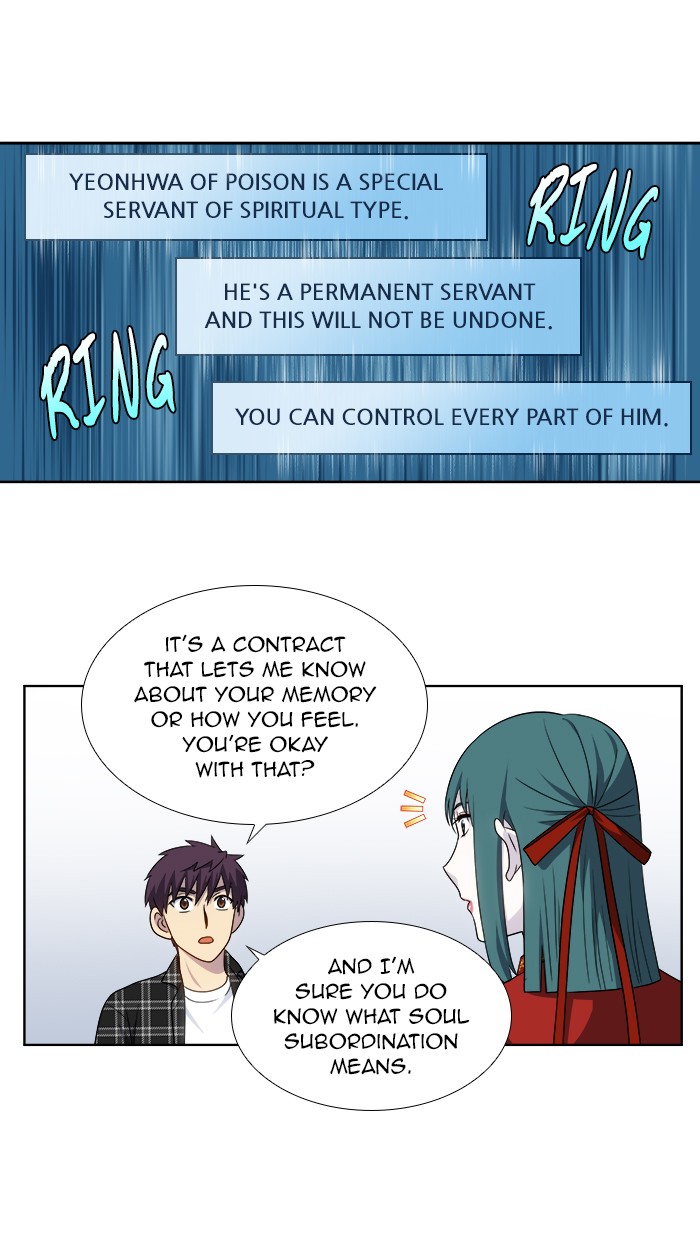 YEONHWA OF POISON IS A SPECIAL
SERVANT OF SPIRITUAL TYPE.
RING
HE'S A PERMANENT SERVANT
AND THIS WILL NOT BE UNDONE.
RING
YOU CAN CONTROL EVERY PART OF HIM.
IT'S A CONTRACT
THAT LETS ME KNOW
ABOUT YOUR MEMORY
OR HOW YOU FEEL.
YOU'RE OKAY
WITH THAT?
AND I'M
SURE YOU DO
KNOW WHAT SOUL
SUBORDINATION
MEANS.